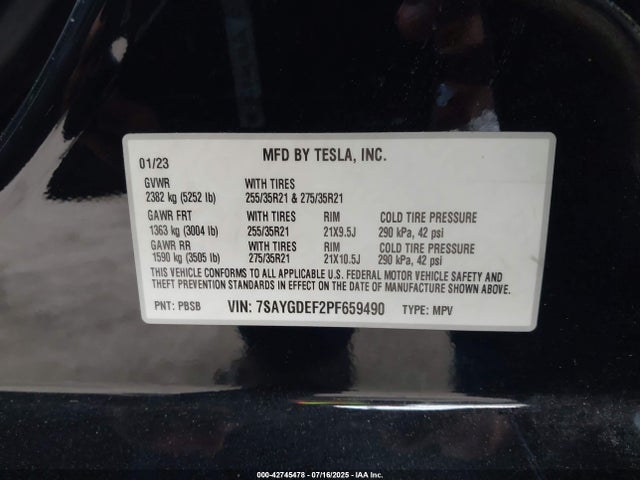 01/23 MFD BY TESLA, INC.
GVWR WITH TIRES
2382 kg (5252 lb) 255/35R21 & 275/35R21
GAWR FRT WITH TIRES RIM COLD TIRE PRESSURE
1363 kg (3004 lb) 255/35R21 21X9.5J 290 kPa, 42 psi
GAWR RR WITH TIRES RIM COLD TIRE PRESSURE
1590 kg (3505 lb) 275/35R21 21X10.5J 290 kPa, 42 psi
THIS VEHICLE CONFORMS TO ALL APPLICABLE U.S. FEDERAL MOTOR VEHICLE SAFETY AND
THEFT PREVENTION STANDARDS IN EFFECT ON THE DATE OF MANUFACTURE SHOWN ABOVE.
PNT: PBSB VIN: 7SAYGDEF2PF659490 TYPE: MPV
000-42745478 - 07/16/2025 - IAA Inc.